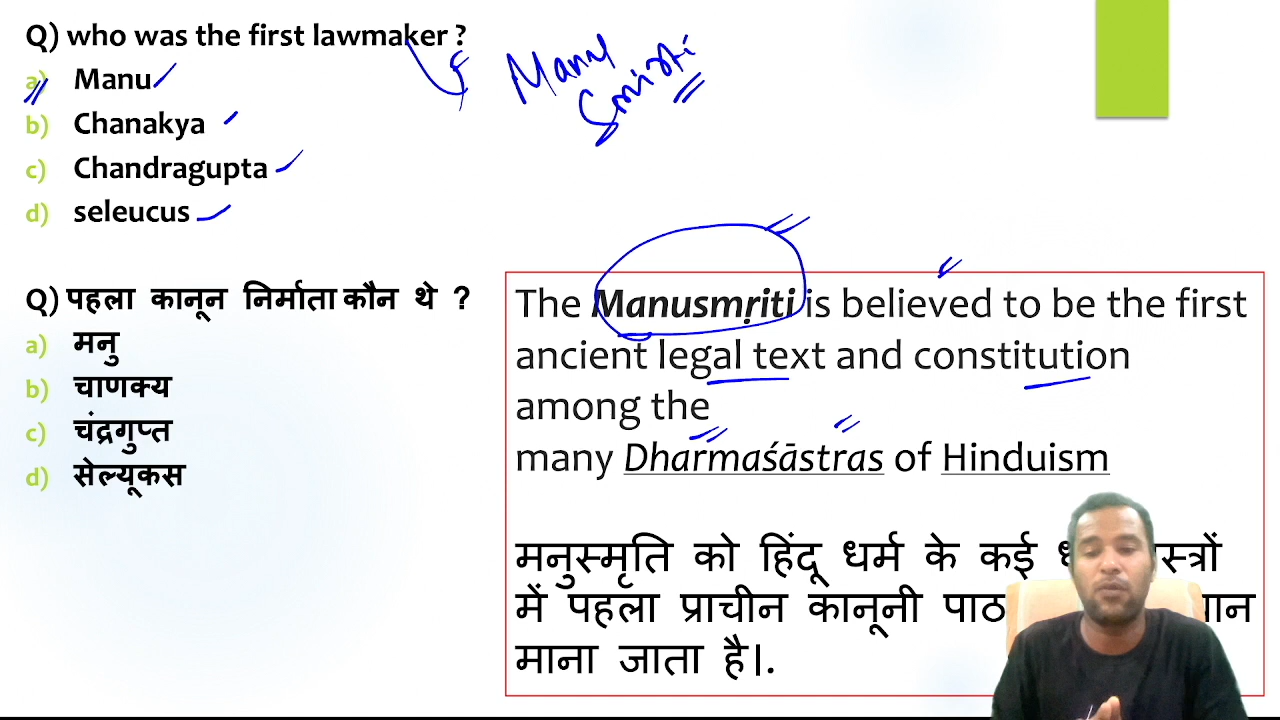 Q) who was the first lawmaker ?
a) Manu
b) Chanakya
c) Chandragupta
d) seleucus
Manu
Smirti
Q) पहला कानून निर्माता कौन थे ?
a) मनु
b) चाणक्य
c) चंद्रगुप्त
d) सेल्यूकस
The Manusmṛiti is believed to be the first
ancient legal text and constitution
among the
many Dharmaśāstras of Hinduism
मनुस्मृति को हिंदू धर्म के कई
में पहला प्राचीन कानूनी पाठ
माना जाता है।.